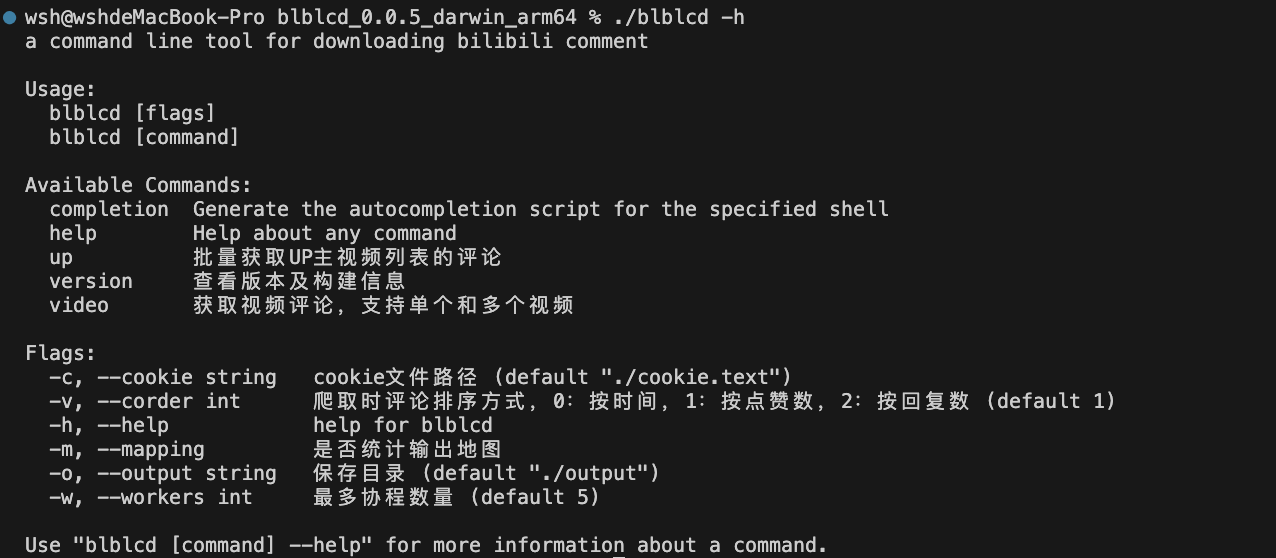 wsh@wshdeMacBook-Pro blblcd_0.0.5_darwin_arm64 % ./blblcd -h
a command line tool for downloading bilibili comment

Usage:
  blblcd [flags]
  blblcd [command]

Available Commands:
  completion  Generate the autocompletion script for the specified shell
  help        Help about any command
  up          批量获取UP主视频列表的评论
  version     查看版本及构建信息
  video       获取视频评论，支持单个和多个视频

Flags:
  -c, --cookie string   cookie文件路径 (default "./cookie.text")
  -v, --corder int      爬取时评论排序方式，0：按时间，1：按点赞数，2：按回复数 (default 1)
  -h, --help            help for blblcd
  -m, --mapping         是否统计输出地图
  -o, --output string   保存目录 (default "./output")
  -w, --workers int     最多协程数量 (default 5)

Use "blblcd [command] --help" for more information about a command.